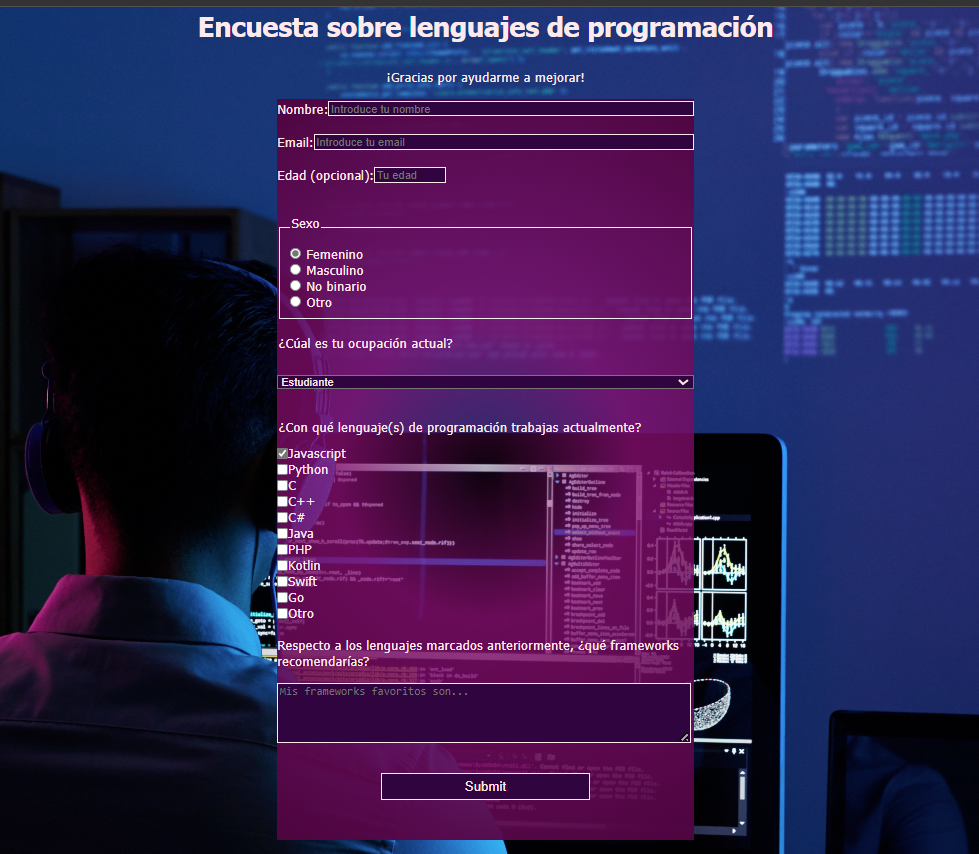 Encuesta sobre lenguajes de programación
¡Gracias por ayudarme a mejorar!
Nombre: Introduce tu nombre
Email: Introduce tu email
Edad (opcional): Tu edad
Sexo
Femenino
Masculino
No binario
Otro
¿Cúal es tu ocupación actual?
Estudiante
¿Con qué lenguaje(s) de programación trabajas actualmente?
Javascript
Python
C
C++
C#
Java
PHP
Kotlin
Swift
Go
Otro
Respecto a los lenguajes marcados anteriormente, ¿qué frameworks
recomendarías?
Mis frameworks favoritos son...
Submit